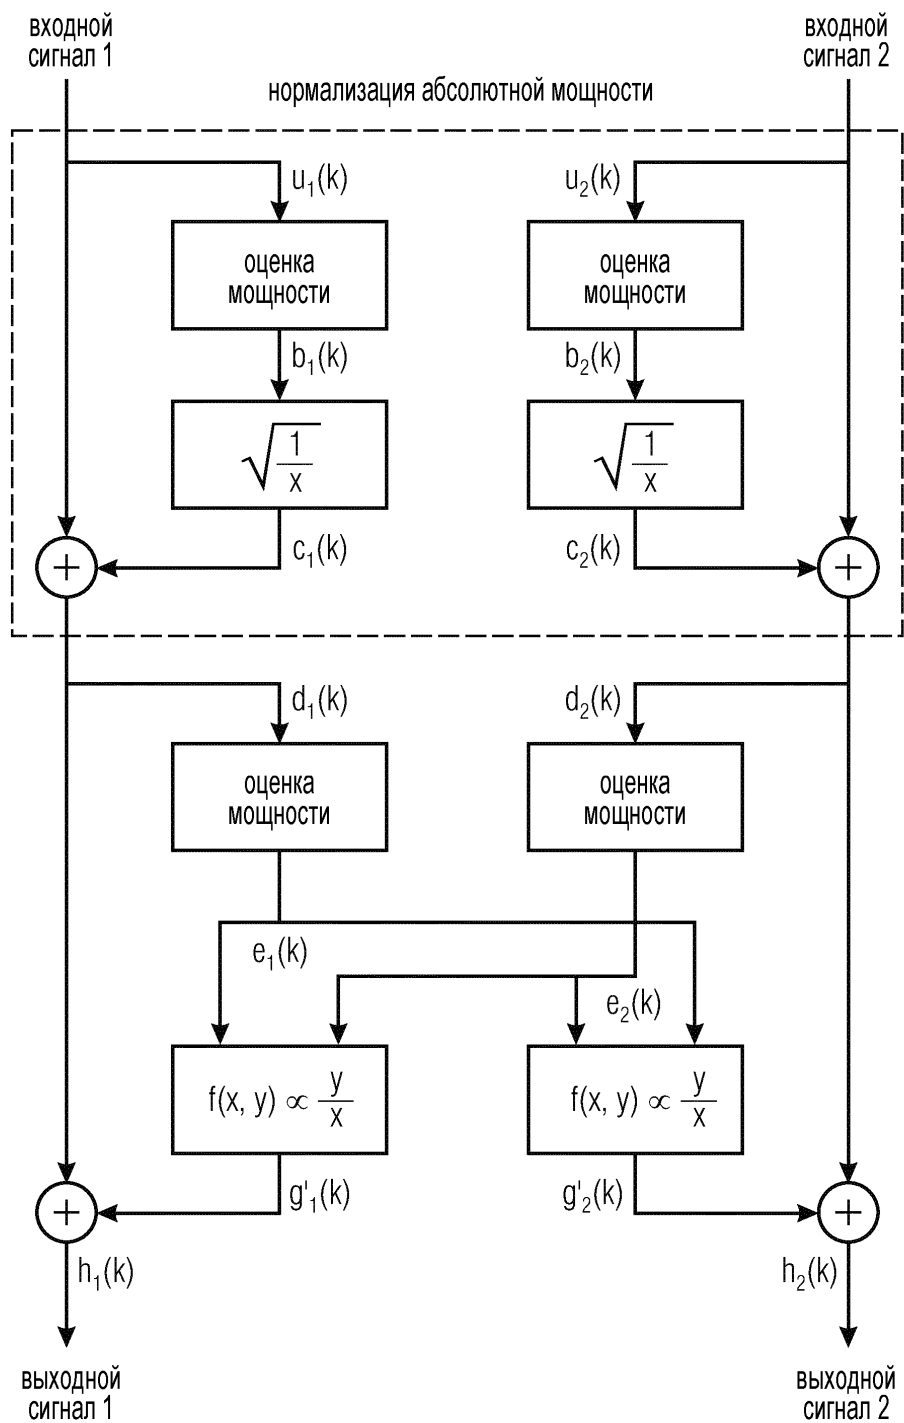 входной
сигнал 1
входной
сигнал 2
нормализация абсолютной мощности
u₁(k)
u₂(k)
оценка
мощности
оценка
мощности
b₁(k)
b₂(k)
√(1/x)
√(1/x)
c₁(k)
c₂(k)
+
+
d₁(k)
d₂(k)
оценка
мощности
оценка
мощности
e₁(k)
e₂(k)
f(x, y) ∝ y/x
f(x, y) ∝ y/x
g'₁(k)
g'₂(k)
+
+
h₁(k)
h₂(k)
выходной
сигнал 1
выходной
сигнал 2